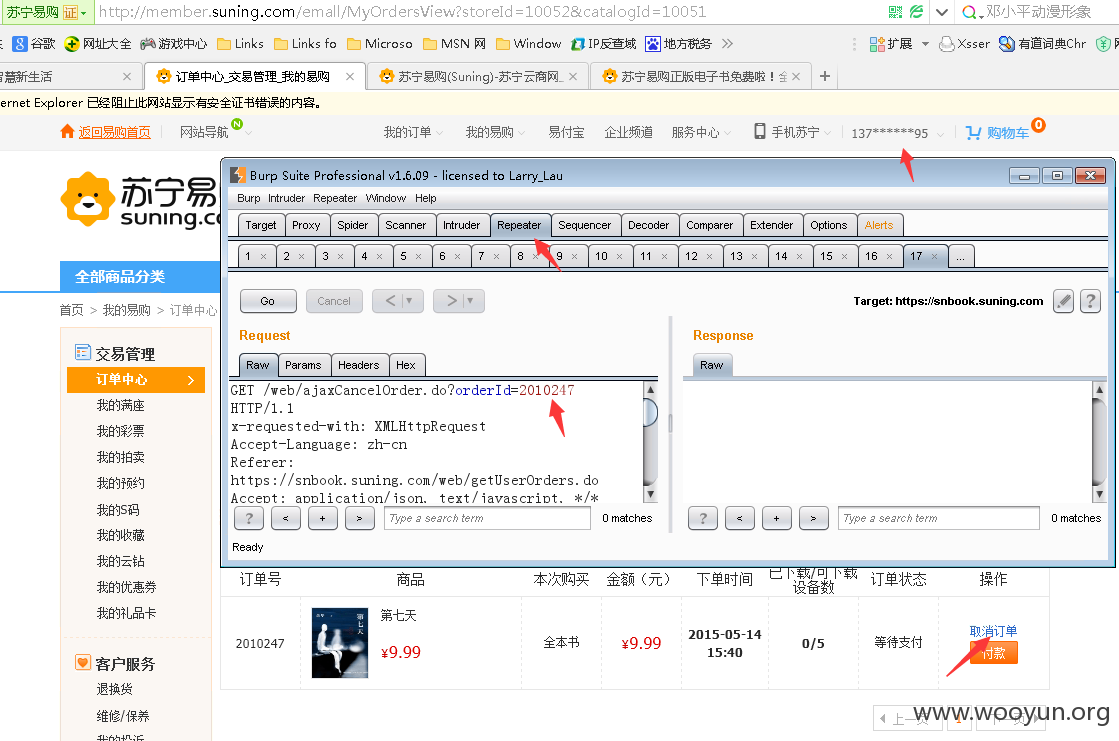 苏宁易购 证 http://member.suning.com/emall/MyOrdersView?storeId=10052&catalogId=10051 邓小平动漫形象
谷歌 网址大全 游戏中心 Links Links fo Microso MSN 网 Window IP反查域 地方税务 扩展 Xsser 有道词典Chr
智慧新生活 订单中心_交易管理_我的易购 苏宁易购(Suning)-苏宁云商网_ 苏宁易购正版电子书免费啦！全
ernet Explorer 已经阻止此网站显示有安全证书错误的内容。
返回易购首页 网站导航 N 我的订单 我的易购 易付宝 企业频道 服务中心 手机苏宁 137******95 购物车 0
苏宁易
suning.c
Burp Suite Professional v1.6.09 - licensed to Larry_Lau
Burp Intruder Repeater Window Help
Target Proxy Spider Scanner Intruder Repeater Sequencer Decoder Comparer Extender Options Alerts
1 2 3 4 5 6 7 8 9 10 11 12 13 14 15 16 17 ...
Go Cancel < > Target: https://snbook.suning.com ?
Request Response
Raw Params Headers Hex Raw
GET /web/ajaxCancelOrder.do?orderId=2010247
HTTP/1.1
x-requested-with: XMLHttpRequest
Accept-Language: zh-cn
Referer:
https://snbook.suning.com/web/getUserOrders.do
Accept: application/json, text/javascript, */*
? < + > Type a search term 0 matches ? < + > Type a search term 0 matches
Ready
全部商品分类
首页 > 我的易购 > 订单中心
交易管理
订单中心
我的满座
我的彩票
我的拍卖
我的预约
我的S码
我的收藏
我的云钻
我的优惠券
我的礼品卡
客户服务
退换货
维修/保养
我的投诉
订单号 商品 本次购买 金额（元） 下单时间 已下载/可下载 订单状态 操作
设备数
2010247 第七天 ¥9.99 全本书 ¥9.99 2015-05-14 15:40 0/5 等待支付 取消订单
付款
第七天
上一页 1 下一页
www.wooyun.org